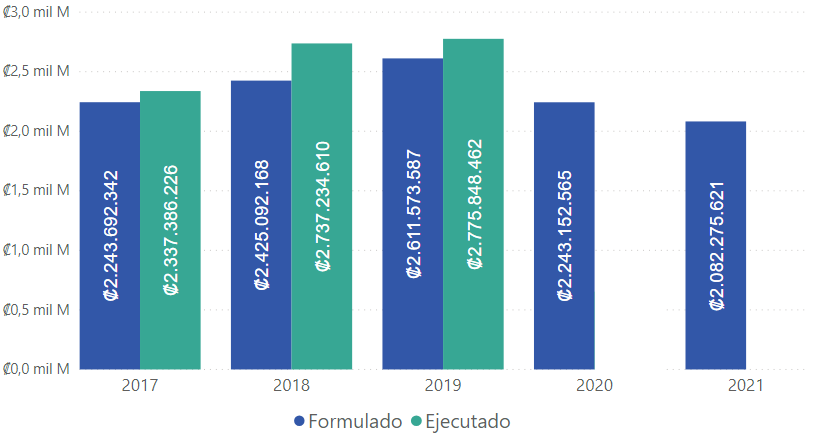 ₡3,0 mil M
₡2,5 mil M
₡2,0 mil M
₡1,5 mil M
₡1,0 mil M
₡0,5 mil M
₡0,0 mil M
₡2.243.692.342
₡2.337.386.226
₡2.425.092.168
₡2.737.234.610
₡2.611.573.587
₡2.775.848.462
₡2.243.152.565
₡2.082.275.621
2017 2018 2019 2020 2021
Formulado Ejecutado